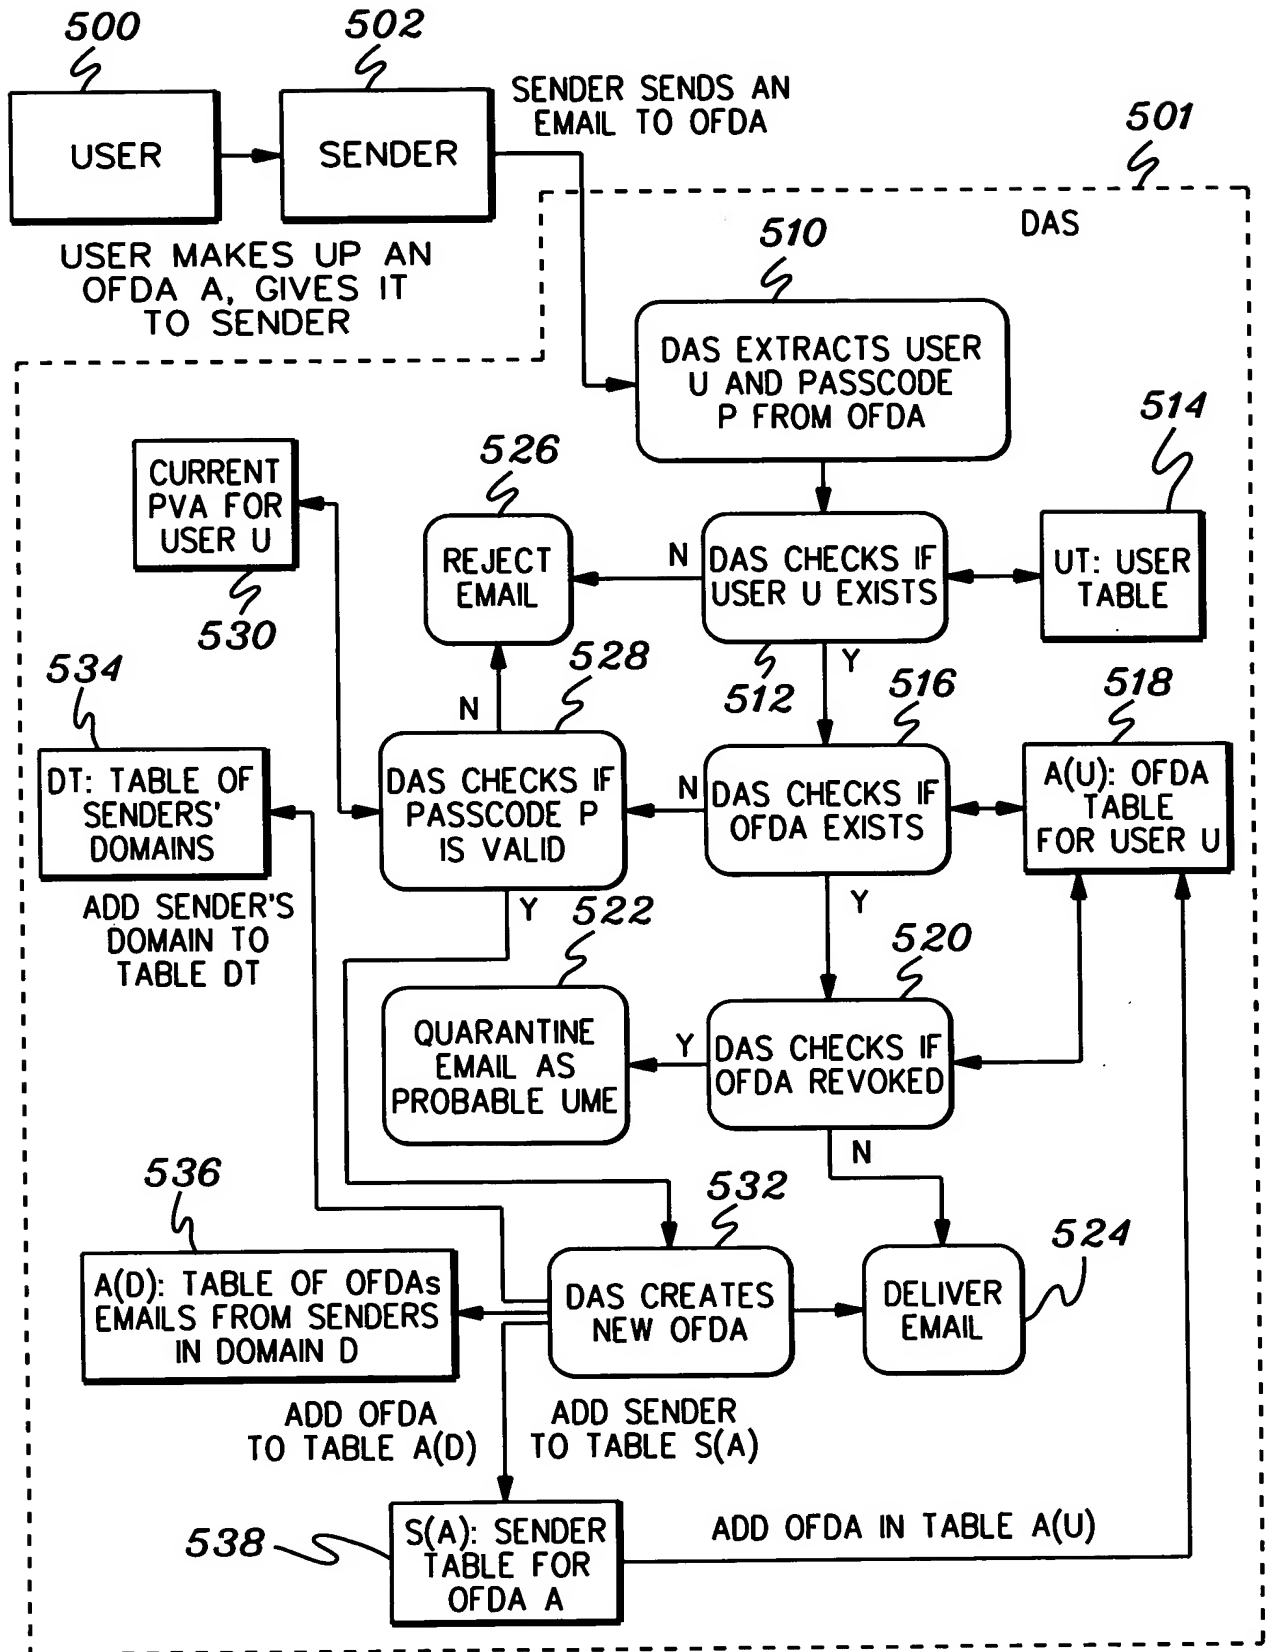 500
502
USER
SENDER
SENDER SENDS AN
EMAIL TO OFDA
501
DAS
USER MAKES UP AN
OFDA A, GIVES IT
TO SENDER
510
DAS EXTRACTS USER
U AND PASSCODE
P FROM OFDA
514
CURRENT
PVA FOR
USER U
530
526
REJECT
EMAIL
N
DAS CHECKS IF
USER U EXISTS
512
Y
UT: USER
TABLE
534
528
N
516
518
DT: TABLE OF
SENDERS'
DOMAINS
ADD SENDER'S
DOMAIN TO
TABLE DT
DAS CHECKS IF
PASSCODE P
IS VALID
Y
N
DAS CHECKS IF
OFDA EXISTS
Y
A(U): OFDA
TABLE
FOR USER U
522
520
QUARANTINE
EMAIL AS
PROBABLE UME
Y
DAS CHECKS IF
OFDA REVOKED
N
536
532
524
A(D): TABLE OF OFDAs
EMAILS FROM SENDERS
IN DOMAIN D
DAS CREATES
NEW OFDA
DELIVER
EMAIL
ADD OFDA
TO TABLE A(D)
ADD SENDER
TO TABLE S(A)
538
S(A): SENDER
TABLE FOR
OFDA A
ADD OFDA IN TABLE A(U)